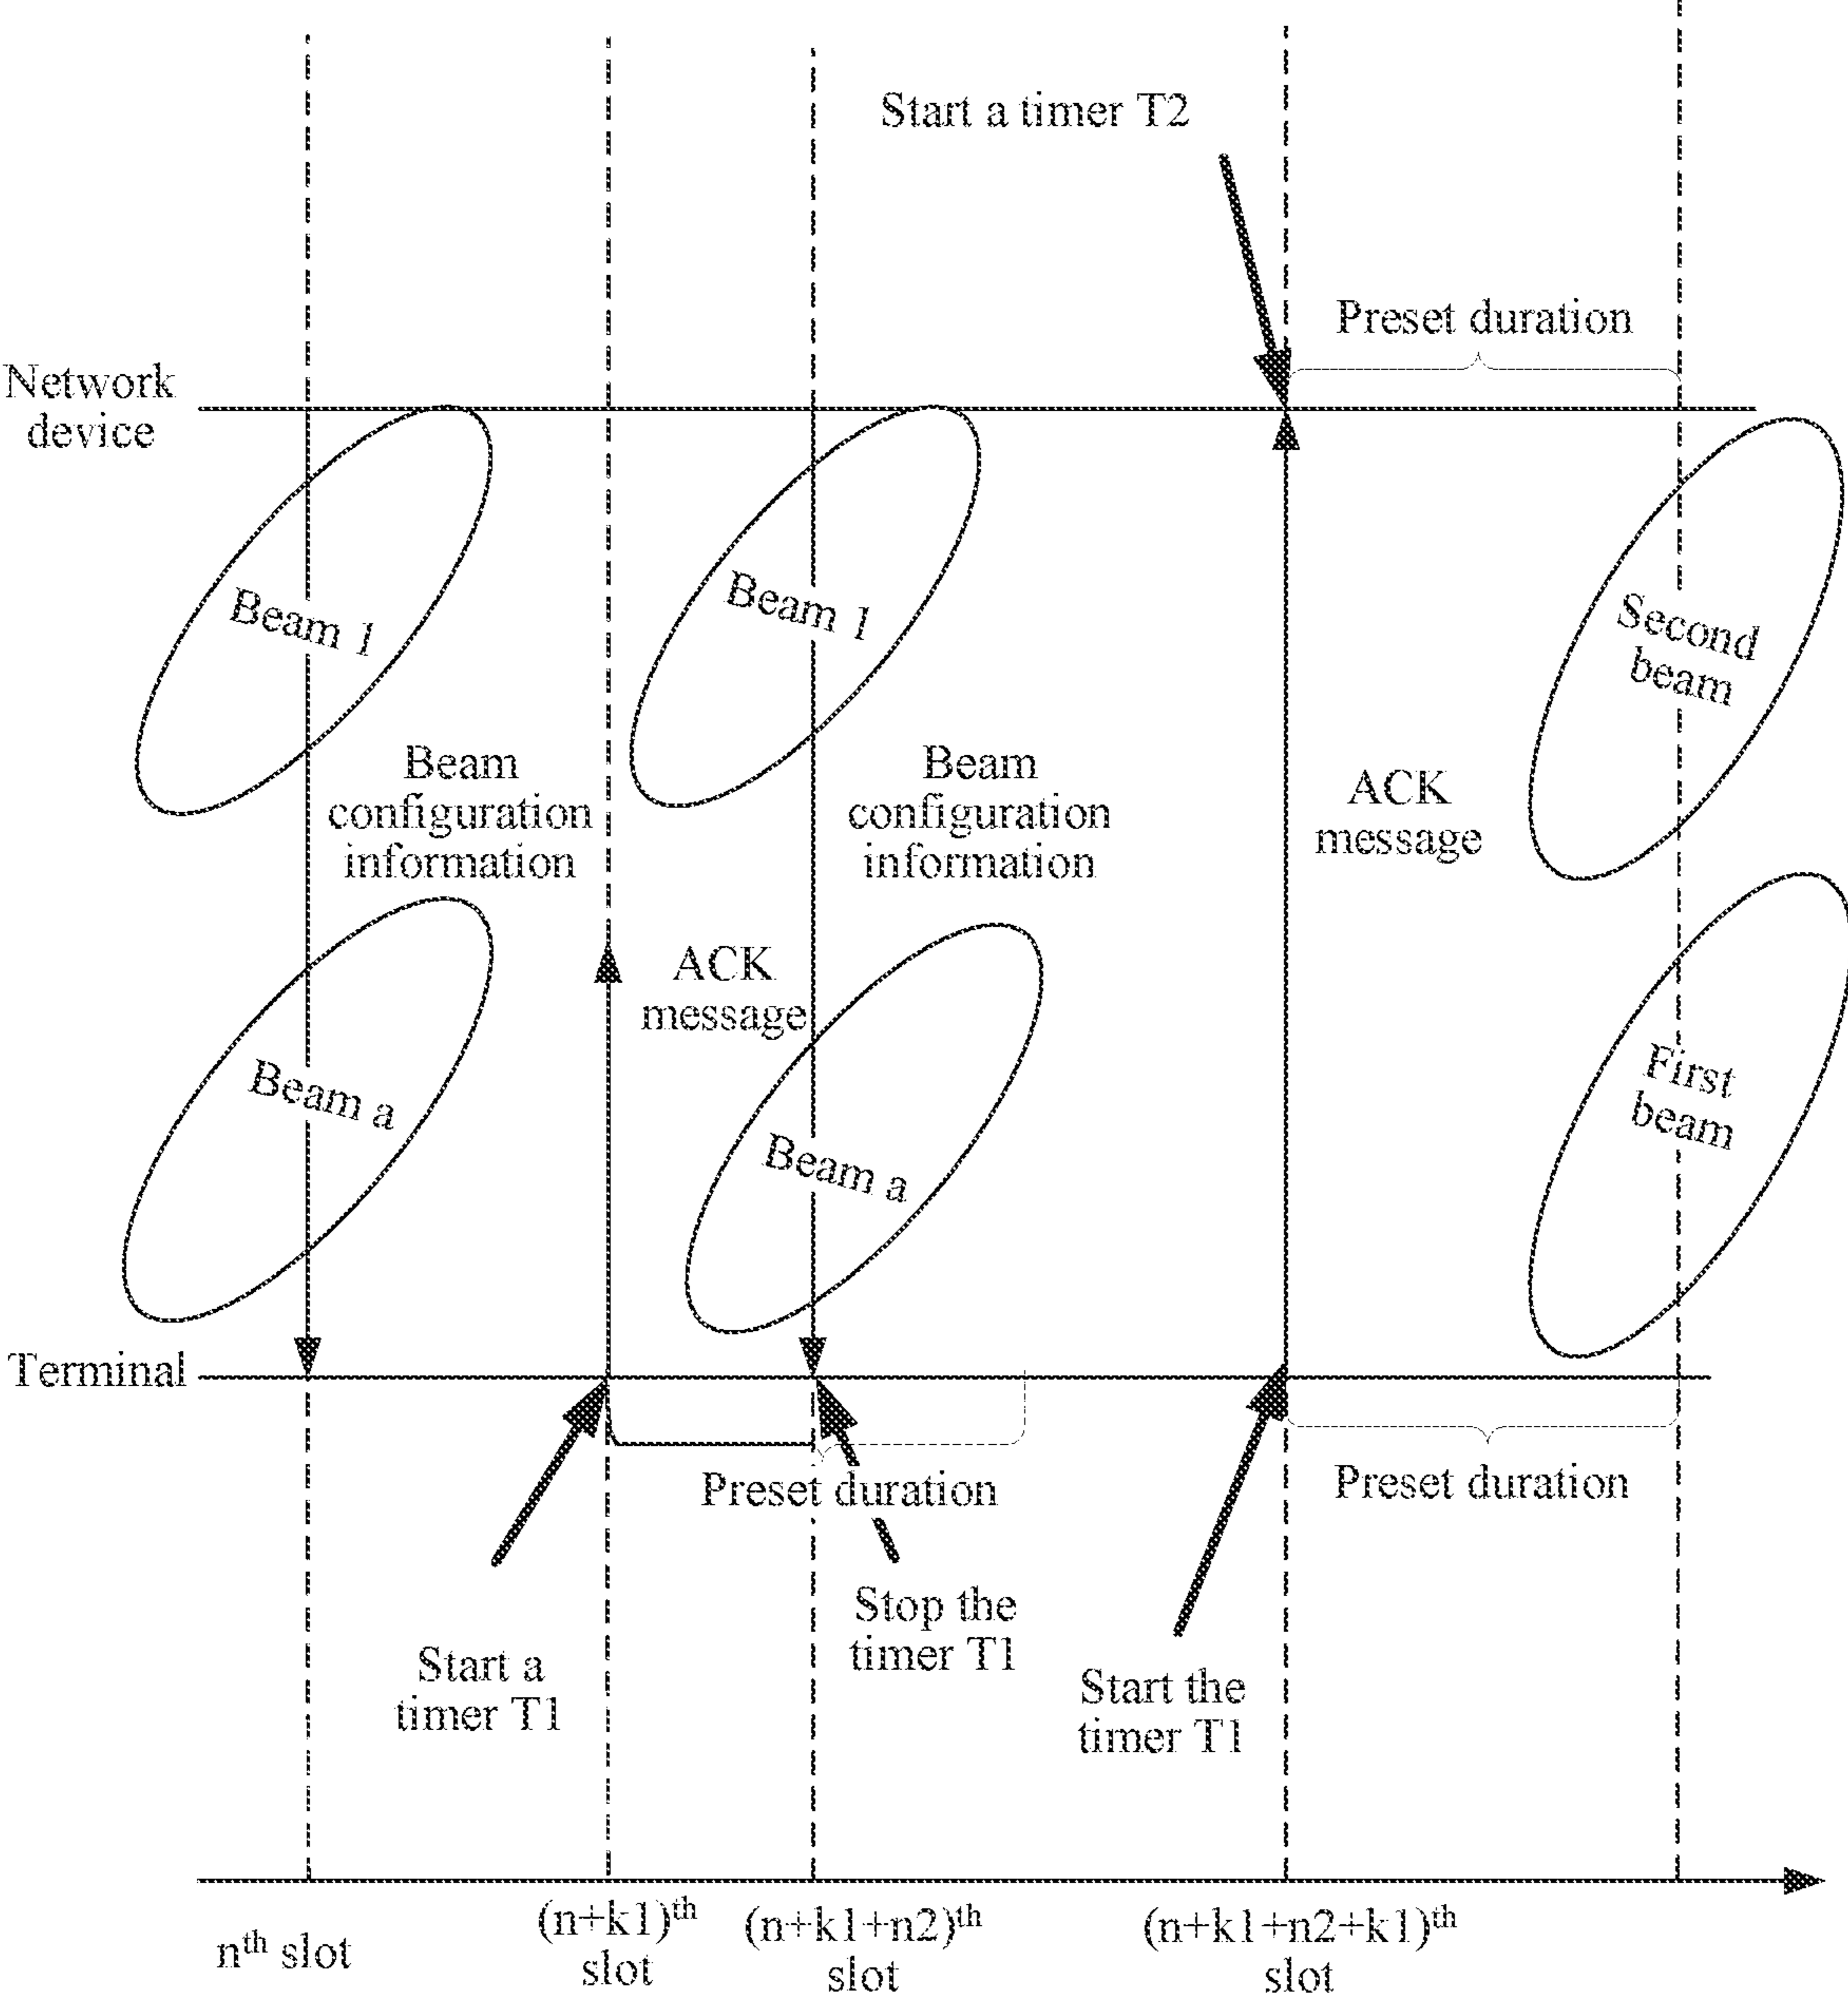 Start a timer T2
Preset duration
Network
device
Beam 1
Beam 1
Second
beam
Beam
configuration
information
Beam
configuration
information
ACK
message
ACK
message
Beam a
Beam a
First
beam
Terminal
Preset duration
Preset duration
Start a
timer T1
Stop the
timer T1
Start the
timer T1
nth slot
(n+k1)th
slot
(n+k1+n2)th
slot
(n+k1+n2+k1)th
slot